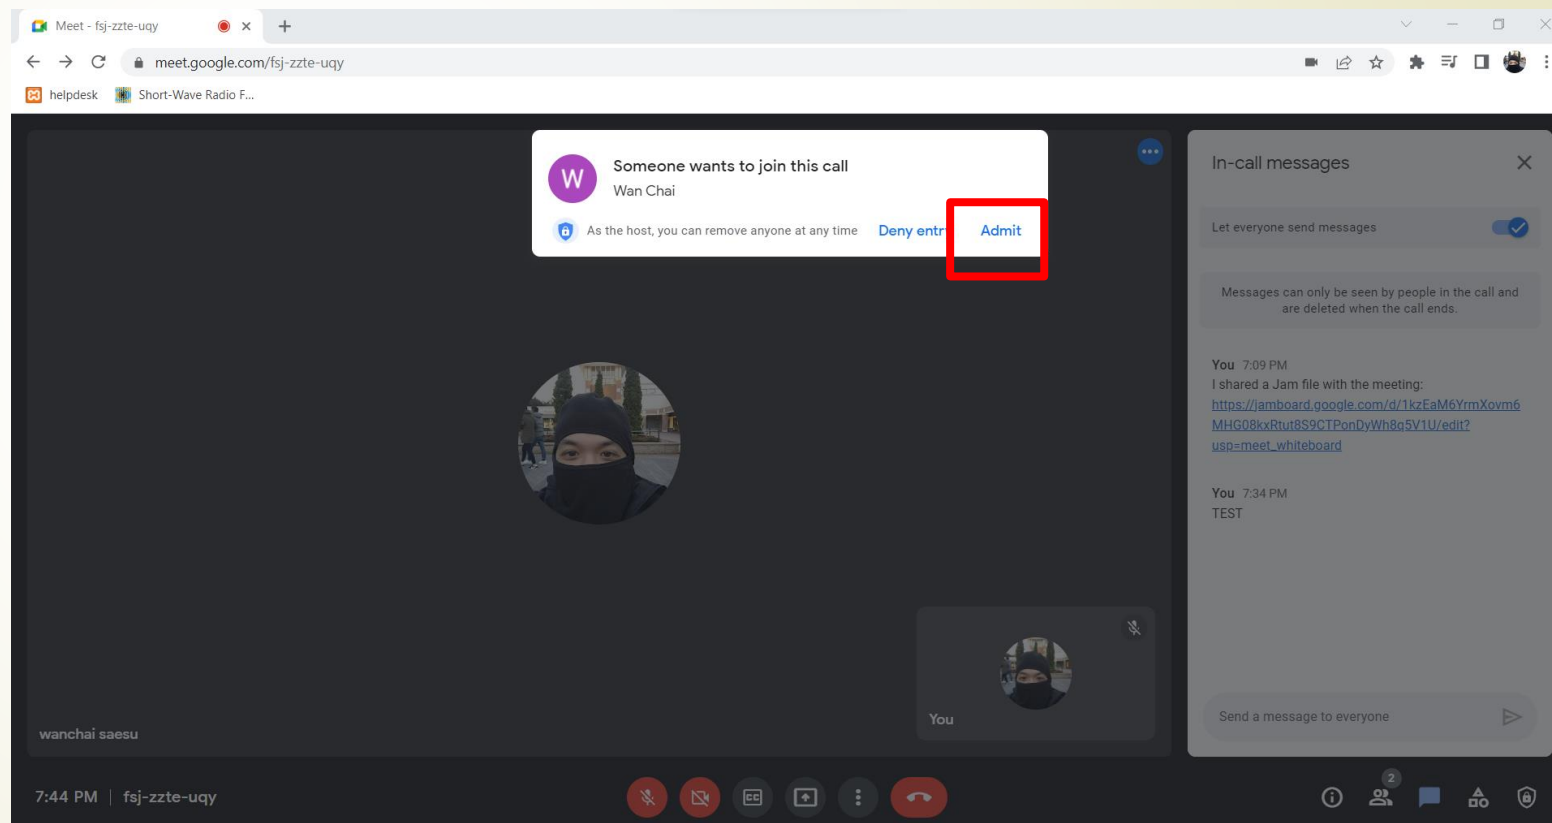 Meet - fsj-zzte-uqy
meet.google.com/fsj-zzte-uqy
helpdesk
Short-Wave Radio F...
W
Someone wants to join this call
Wan Chai
As the host, you can remove anyone at any time
Deny entr
Admit
In-call messages
Let everyone send messages
Messages can only be seen by people in the call and
are deleted when the call ends.
You 7:09 PM
I shared a Jam file with the meeting:
https://jamboard.google.com/d/1kzEaM6YrmXovm6
MHG08kxRtut8S9CTPonDyWh8q5V1U/edit?
usp=meet_whiteboard
You 7:34 PM
TEST
You
Send a message to everyone
wanchai saesu
7:44 PM | fsj-zzte-uqy
CC
2